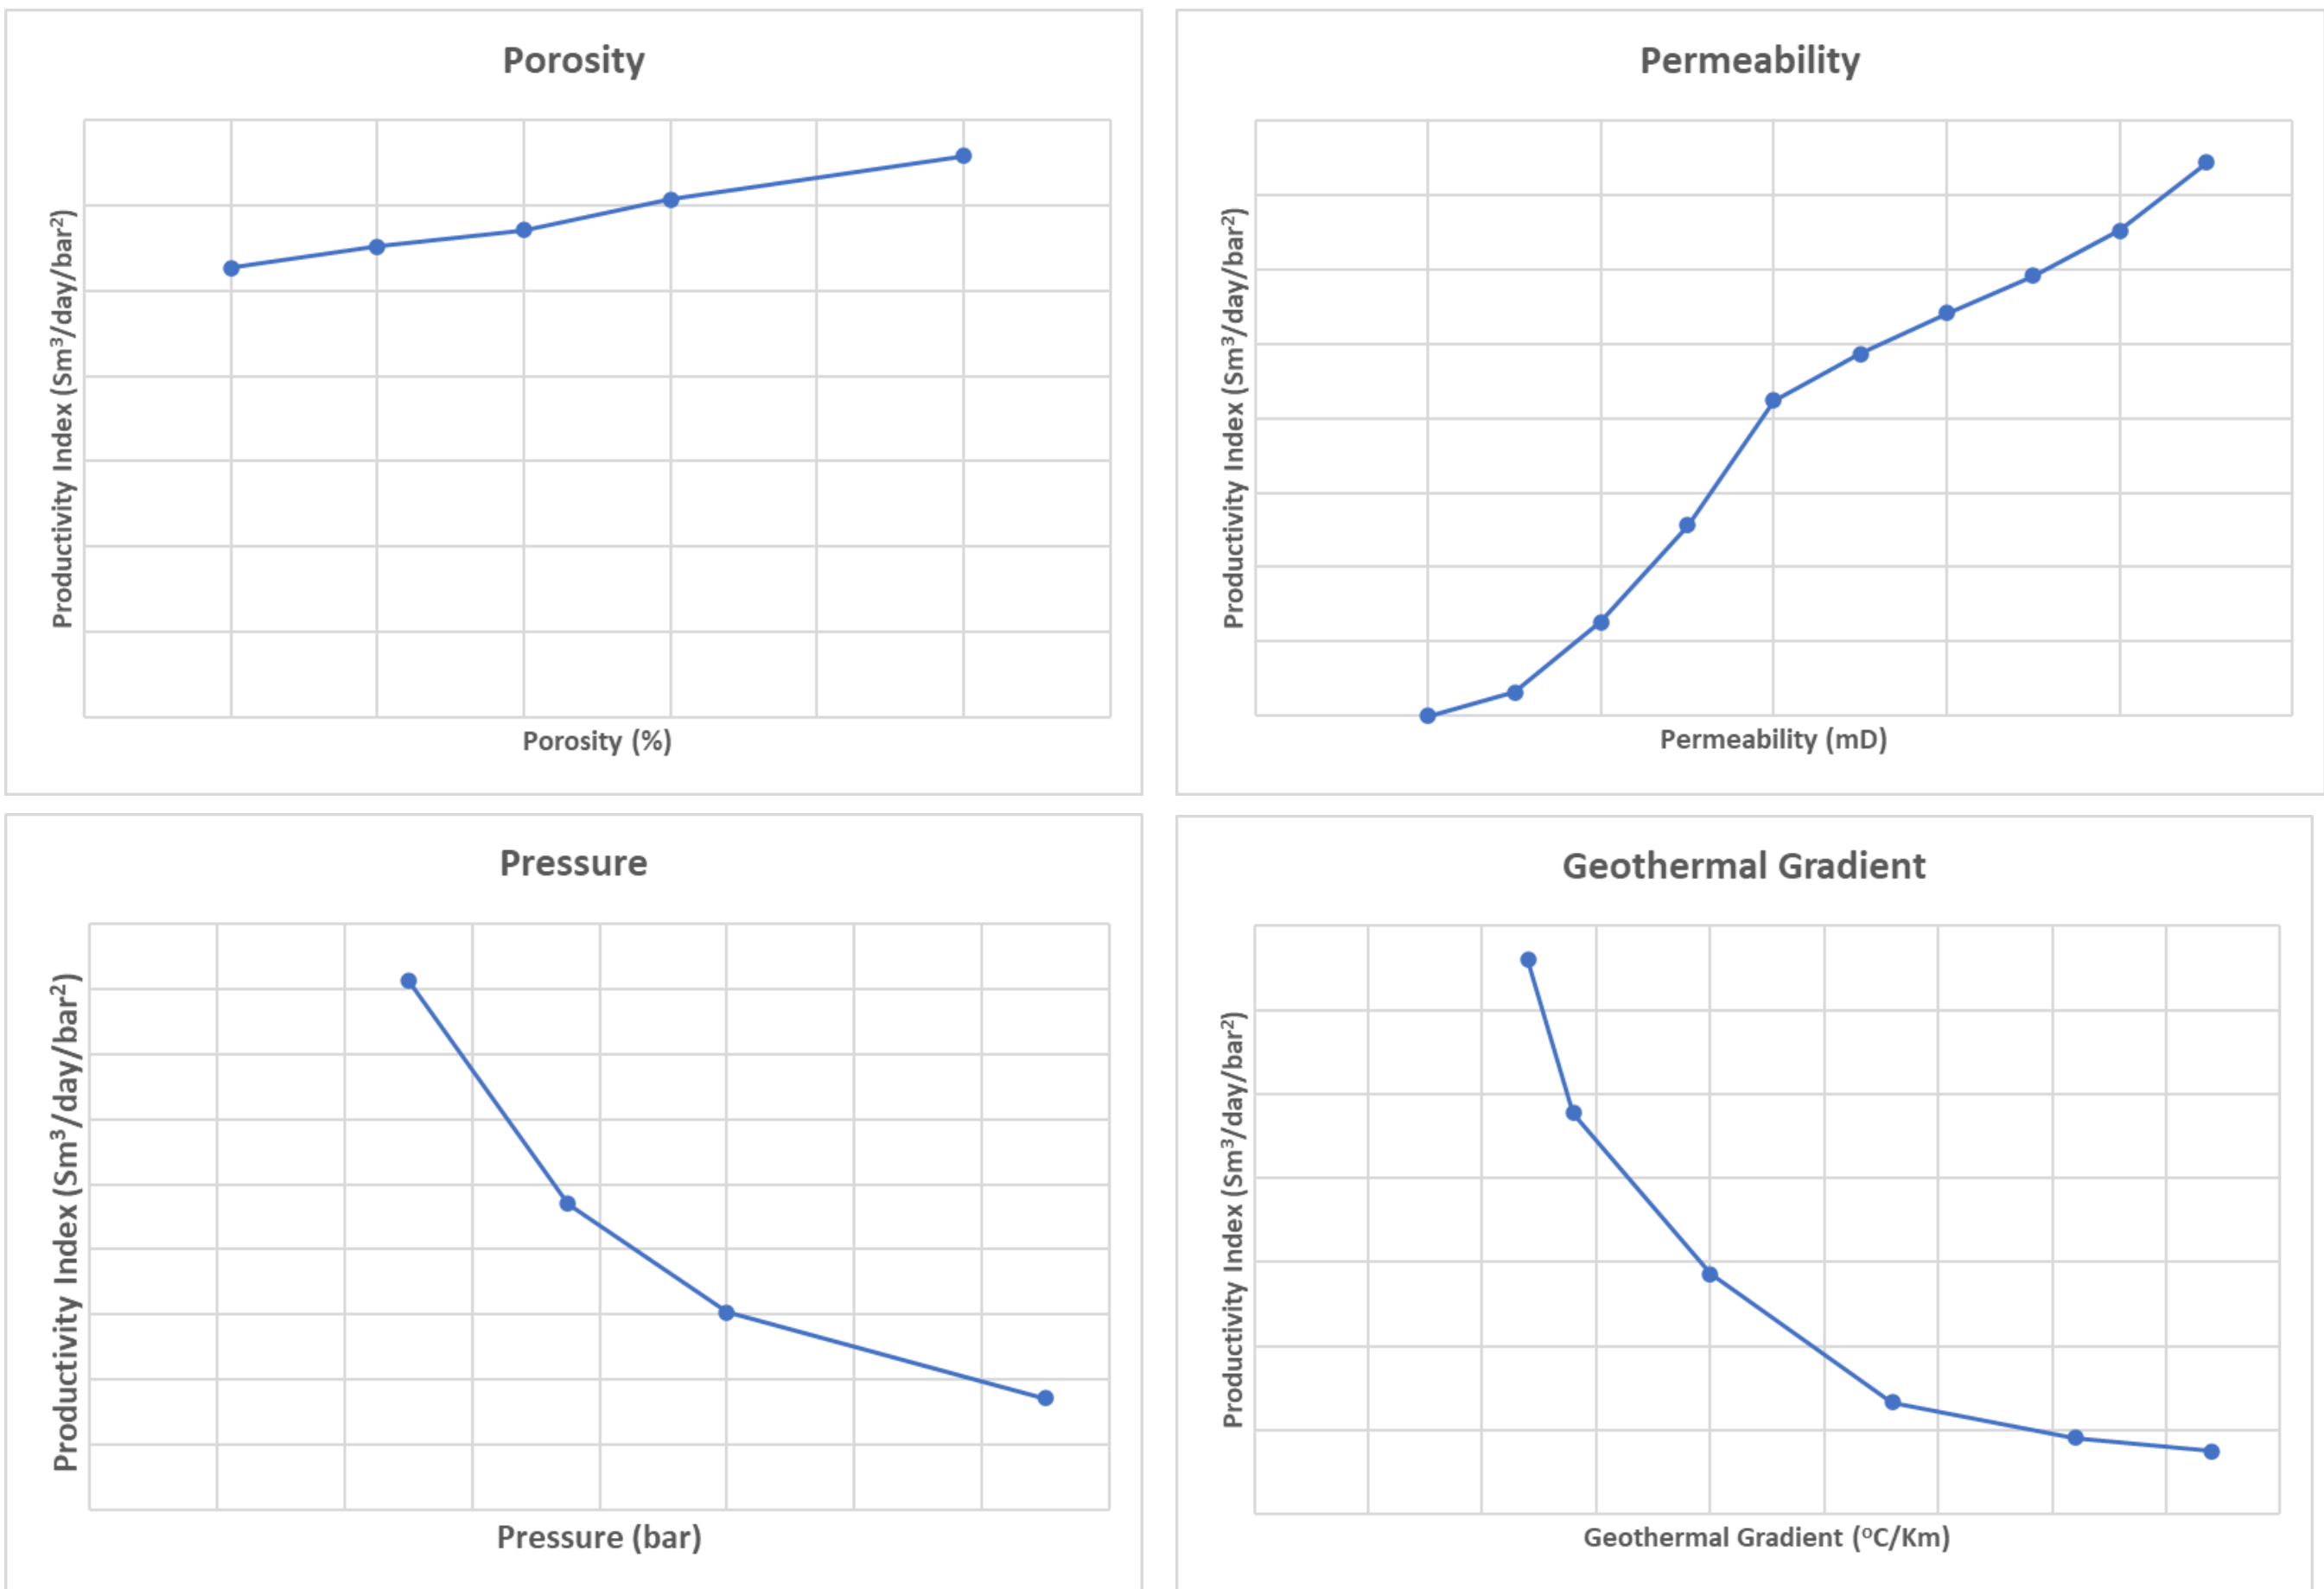 Porosity
Productivity Index (Sm³/day/bar²)
Porosity (%)
Permeability
Productivity Index (Sm³/day/bar²)
Permeability (mD)
Pressure
Productivity Index (Sm³/day/bar²)
Pressure (bar)
Geothermal Gradient
Productivity Index (Sm³/day/bar²)
Geothermal Gradient (ºC/Km)